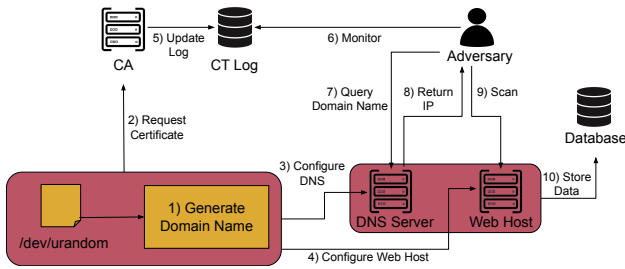 CA
5) Update
Log
CT Log
6) Monitor
Adversary
2) Request
Certificate
7) Query
Domain Name
8) Return
IP
9) Scan
Database
/dev/urandom
1) Generate
Domain Name
3) Configure
DNS
DNS Server
Web Host
10) Store
Data
4) Configure Web Host